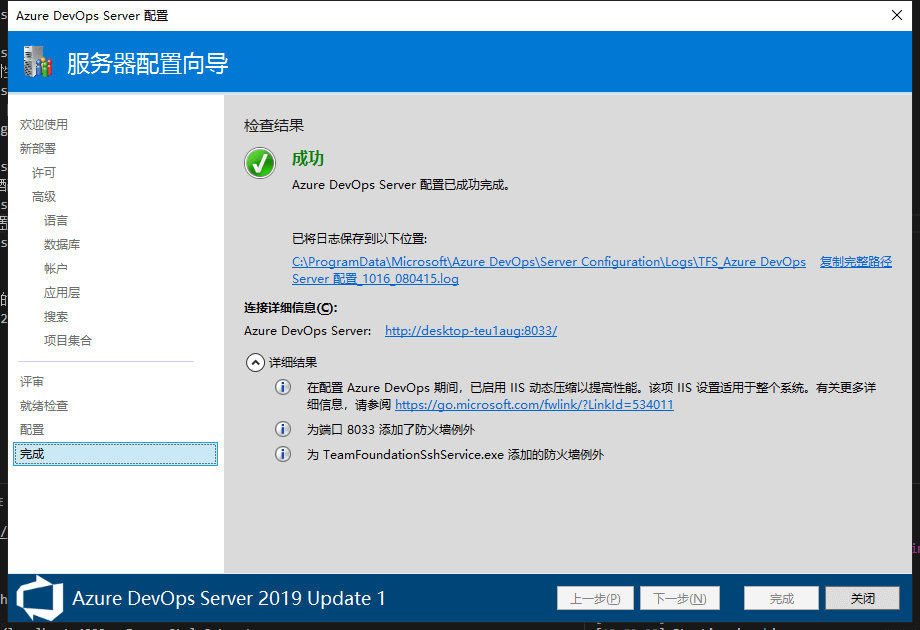 Azure DevOps Server 配置
服务器配置向导
欢迎使用
新部署
许可
高级
语言
数据库
帐户
应用层
搜索
项目集合
评审
就绪检查
配置
完成
检查结果
成功
Azure DevOps Server 配置已成功完成。
已将日志保存到以下位置:
C:\ProgramData\Microsoft\Azure DevOps\Server Configuration\Logs\TFS_Azure DevOps 复制完整路径
Server 配置_1016_080415.log
连接详细信息(C):
Azure DevOps Server: http://desktop-teu1aug:8033/
详细结果
在配置 Azure DevOps 期间，已启用 IIS 动态压缩以提高性能。该项 IIS 设置适用于整个系统。有关更多详
细信息，请参阅 https://go.microsoft.com/fwlink/?LinkId=534011
为端口 8033 添加了防火墙例外
为 TeamFoundationSshService.exe 添加的防火墙例外
Azure DevOps Server 2019 Update 1
上一步(P) 下一步(N) 完成 关闭